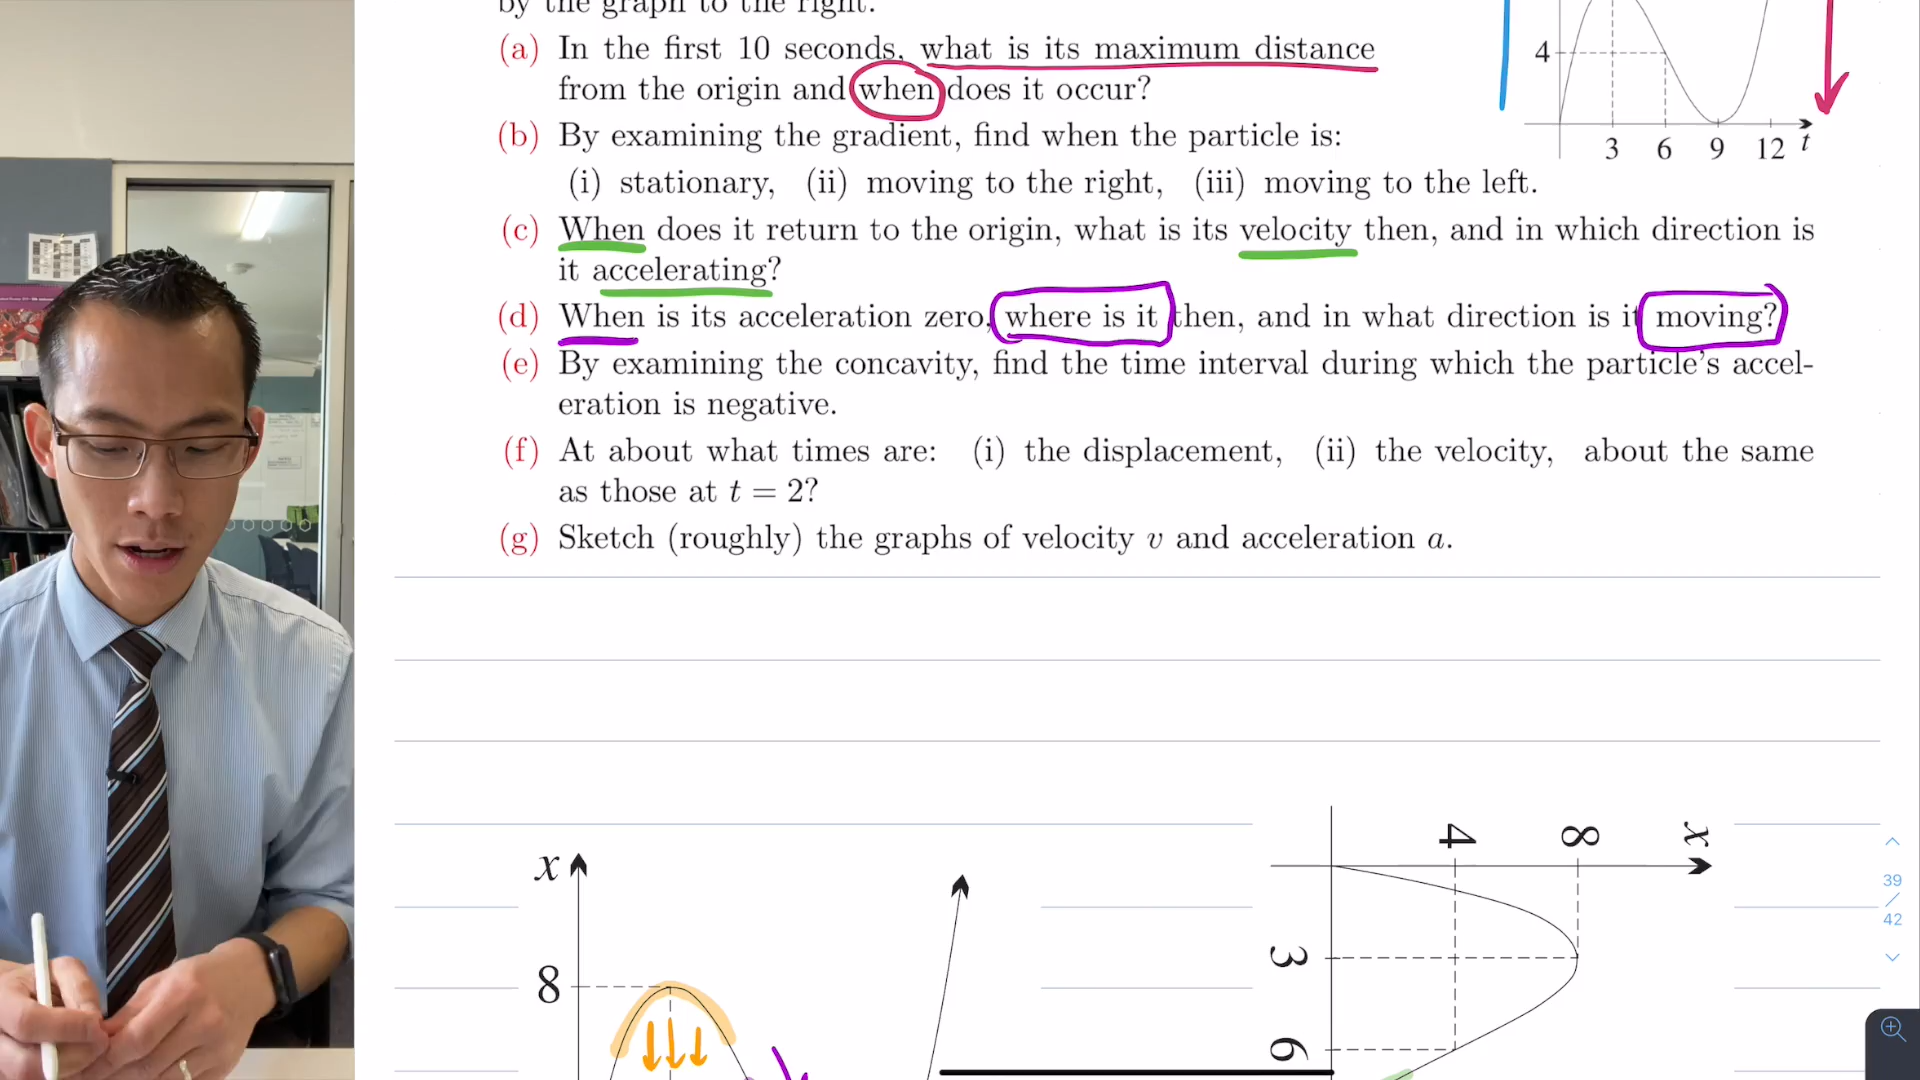 by the graph to the right.
(a) In the first 10 seconds, what is its maximum distance
from the origin and when does it occur?
(b) By examining the gradient, find when the particle is:
(i) stationary, (ii) moving to the right, (iii) moving to the left.
(c) When does it return to the origin, what is its velocity then, and in which direction is
it accelerating?
(d) When is its acceleration zero, where is it then, and in what direction is it moving?
(e) By examining the concavity, find the time interval during which the particle's accel-
eration is negative.
(f) At about what times are: (i) the displacement, (ii) the velocity, about the same
as those at t = 2?
(g) Sketch (roughly) the graphs of velocity v and acceleration a.
4
3 6 9 12 t
x
8
4 8 x
3
6
39
/
42